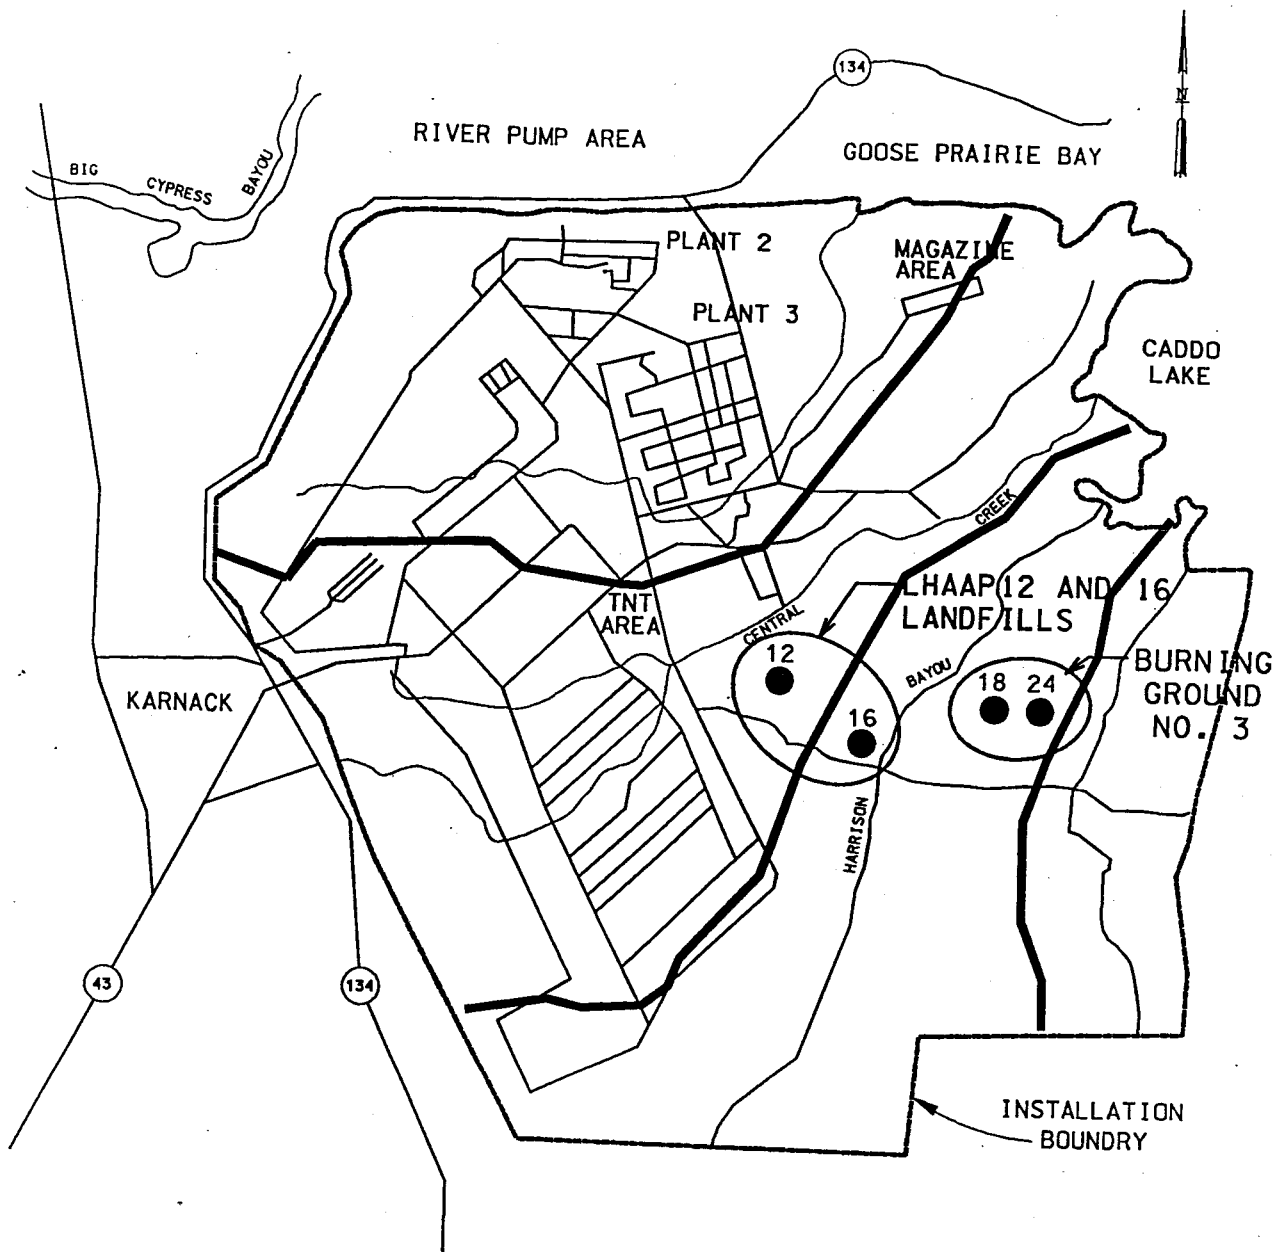 134
N
RIVER PUMP AREA
GOOSE PRAIRIE BAY
BIG
CYPRESS
BAYOU
PLANT 2
MAGAZINE
AREA
PLANT 3
CADDO
LAKE
CREEK
LHAAP12 AND 16
LANDFILLS
TNT
AREA
CENTRAL
12
BURNING
GROUND
NO. 3
BAYOU
18 24
KARNACK
16
HARRISON
43
134
INSTALLATION
BOUNDRY